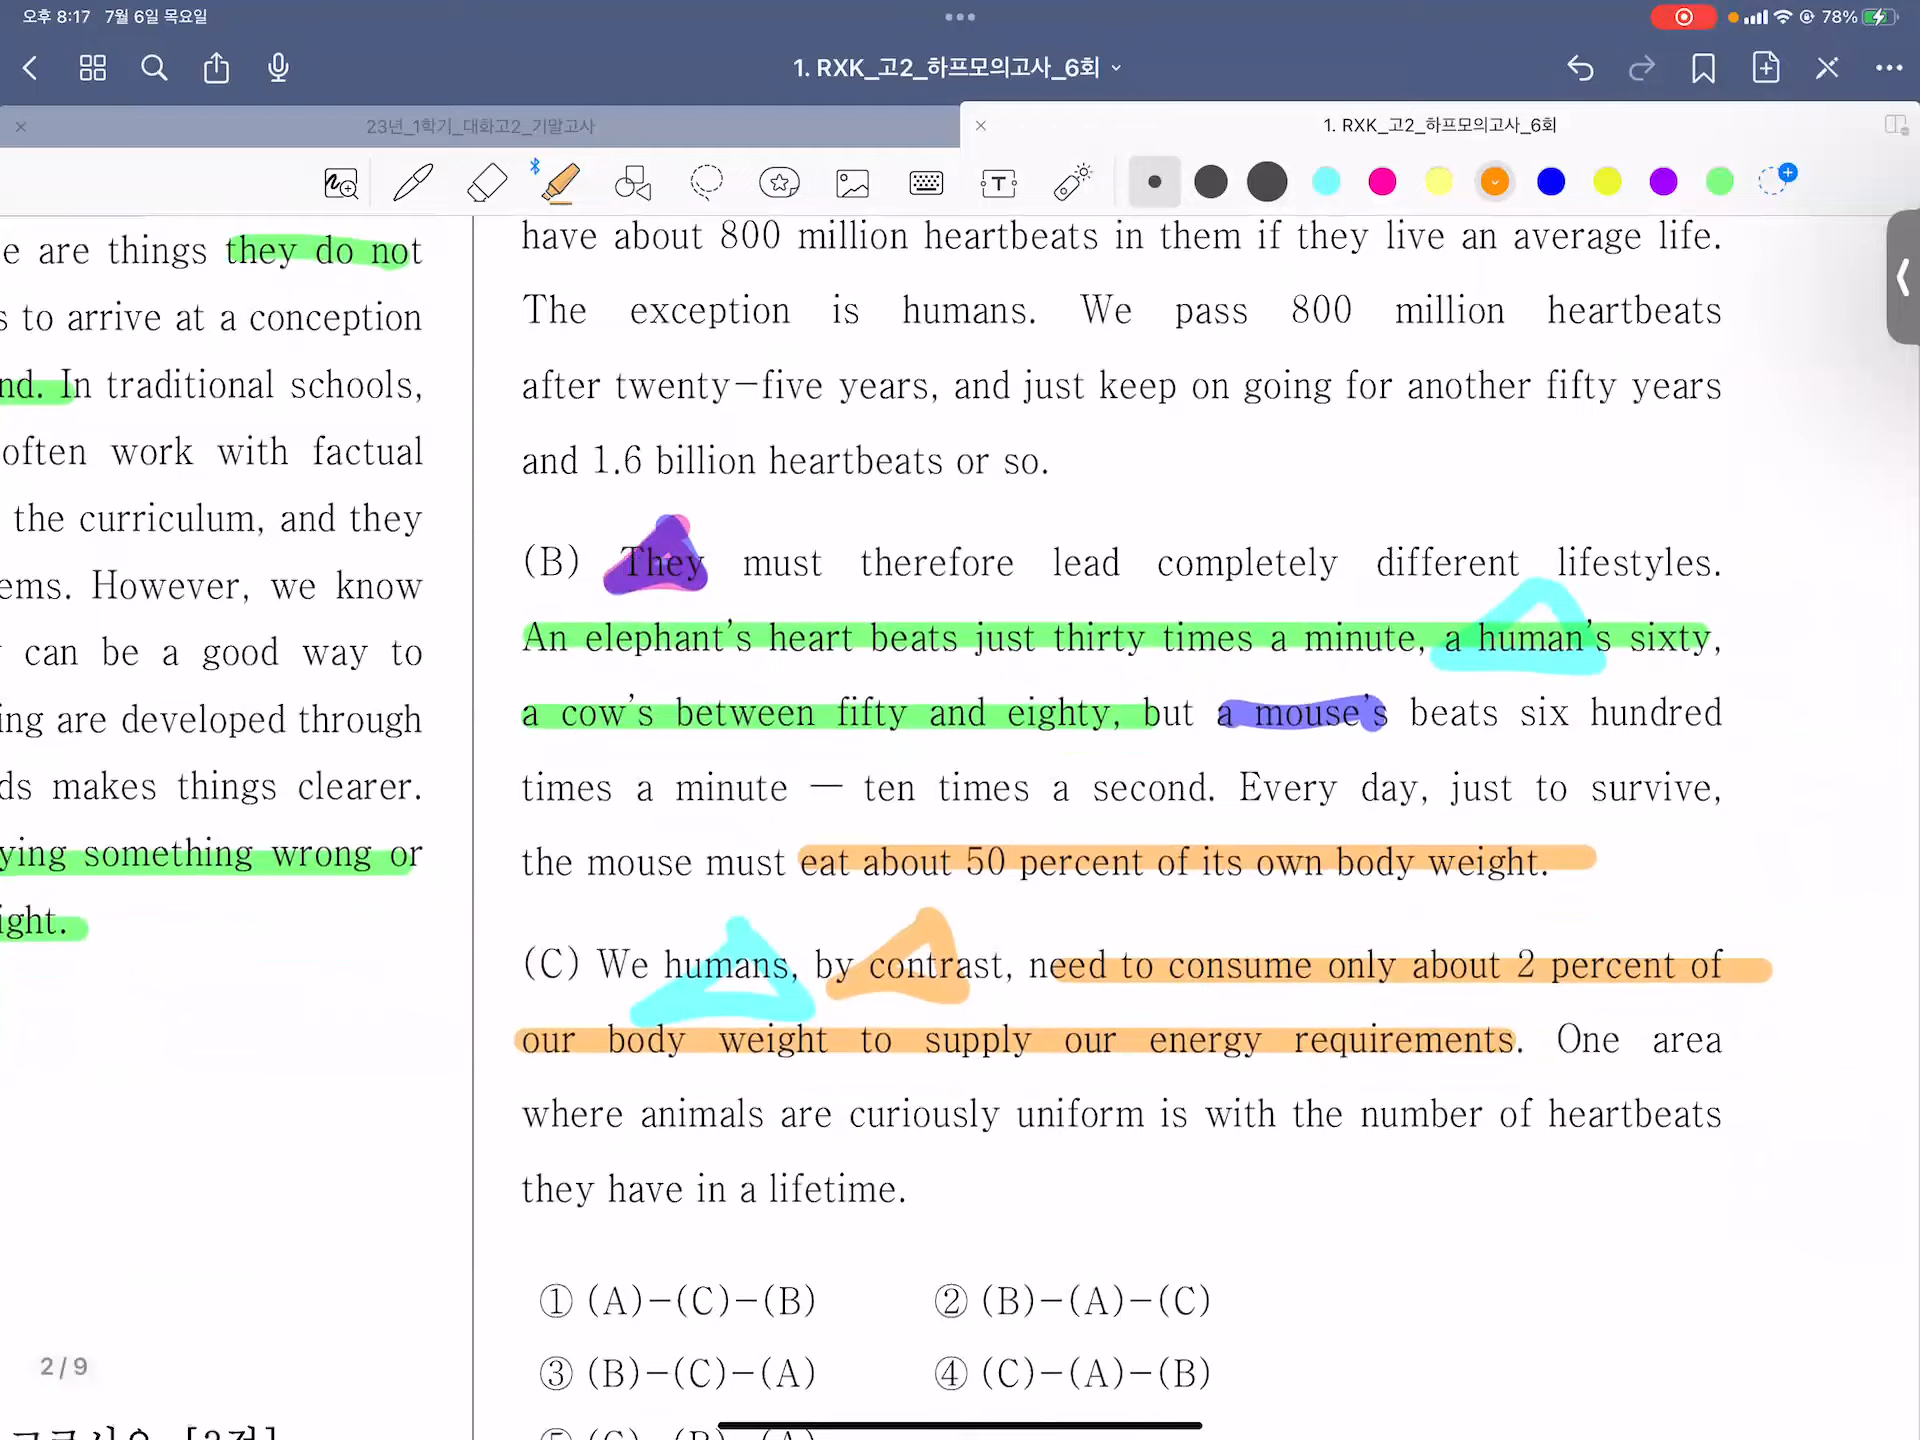 오후 8:17 7월 6일 목요일
78%
1. RXK_고2_하프모의고사_6회
23년_1학기_대화고2_기말고사
1. RXK_고2_하프모의고사_6회
e are things they do not
s to arrive at a conception
nd. In traditional schools,
often work with factual
the curriculum, and they
ems. However, we know
can be a good way to
ing are developed through
ds makes things clearer.
ying something wrong or
ight.
2 / 9
[3점]
have about 800 million heartbeats in them if they live an average life.
The exception is humans. We pass 800 million heartbeats
after twenty-five years, and just keep on going for another fifty years
and 1.6 billion heartbeats or so.
(B) They must therefore lead completely different lifestyles.
An elephant's heart beats just thirty times a minute, a human's sixty,
a cow's between fifty and eighty, but a mouse's beats six hundred
times a minute — ten times a second. Every day, just to survive,
the mouse must eat about 50 percent of its own body weight.
(C) We humans, by contrast, need to consume only about 2 percent of
our body weight to supply our energy requirements. One area
where animals are curiously uniform is with the number of heartbeats
they have in a lifetime.
① (A)-(C)-(B) ② (B)-(A)-(C)
③ (B)-(C)-(A) ④ (C)-(A)-(B)
⑤ (C)-(B)-(A)